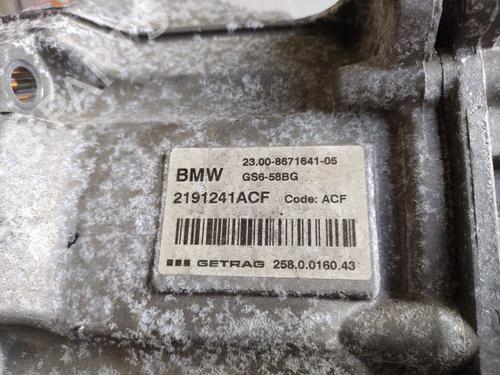 23.00-8671641-05
BMW GS6-58BG
2191241ACF Code: ACF
GETRAG 258.0.0160.43